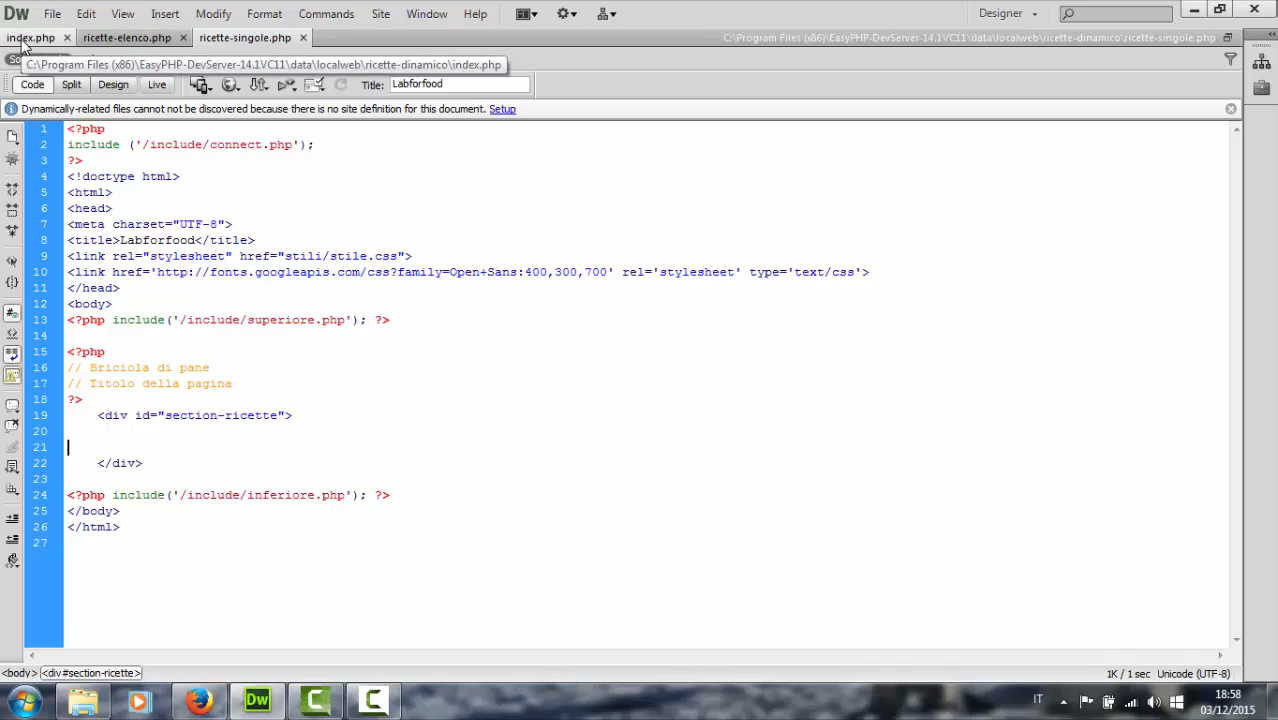 Dw File Edit View Insert Modify Format Commands Site Window Help Designer
index.php ricette-elenco.php ricette-singole.php C:\Program Files (x86)\EasyPHP-DevServer-14.1VC11\data\localweb\ricette-dinamico\ricette-singole.php
C:\Program Files (x86)\EasyPHP-DevServer-14.1VC11\data\localweb\ricette-dinamico\index.php
Code Split Design Live Title: Labforfood
Dynamically-related files cannot be discovered because there is no site definition for this document. Setup
1 <?php
2 include ('/include/connect.php');
3 ?>
4 <!doctype html>
5 <html>
6 <head>
7 <meta charset="UTF-8">
8 <title>Labforfood</title>
9 <link rel="stylesheet" href="stili/stile.css">
10 <link href='http://fonts.googleapis.com/css?family=Open+Sans:400,300,700' rel='stylesheet' type='text/css'>
11 </head>
12 <body>
13 <?php include('/include/superiore.php'); ?>
14
15 <?php
16 // Briciola di pane
17 // Titolo della pagina
18 ?>
19 <div id="section-ricette">
20
21
22 </div>
23
24 <?php include('/include/inferiore.php'); ?>
25 </body>
26 </html>
27
<body> <div#section-ricette> 1K / 1 sec Unicode (UTF-8)
Dw IT 18:58
03/12/2015